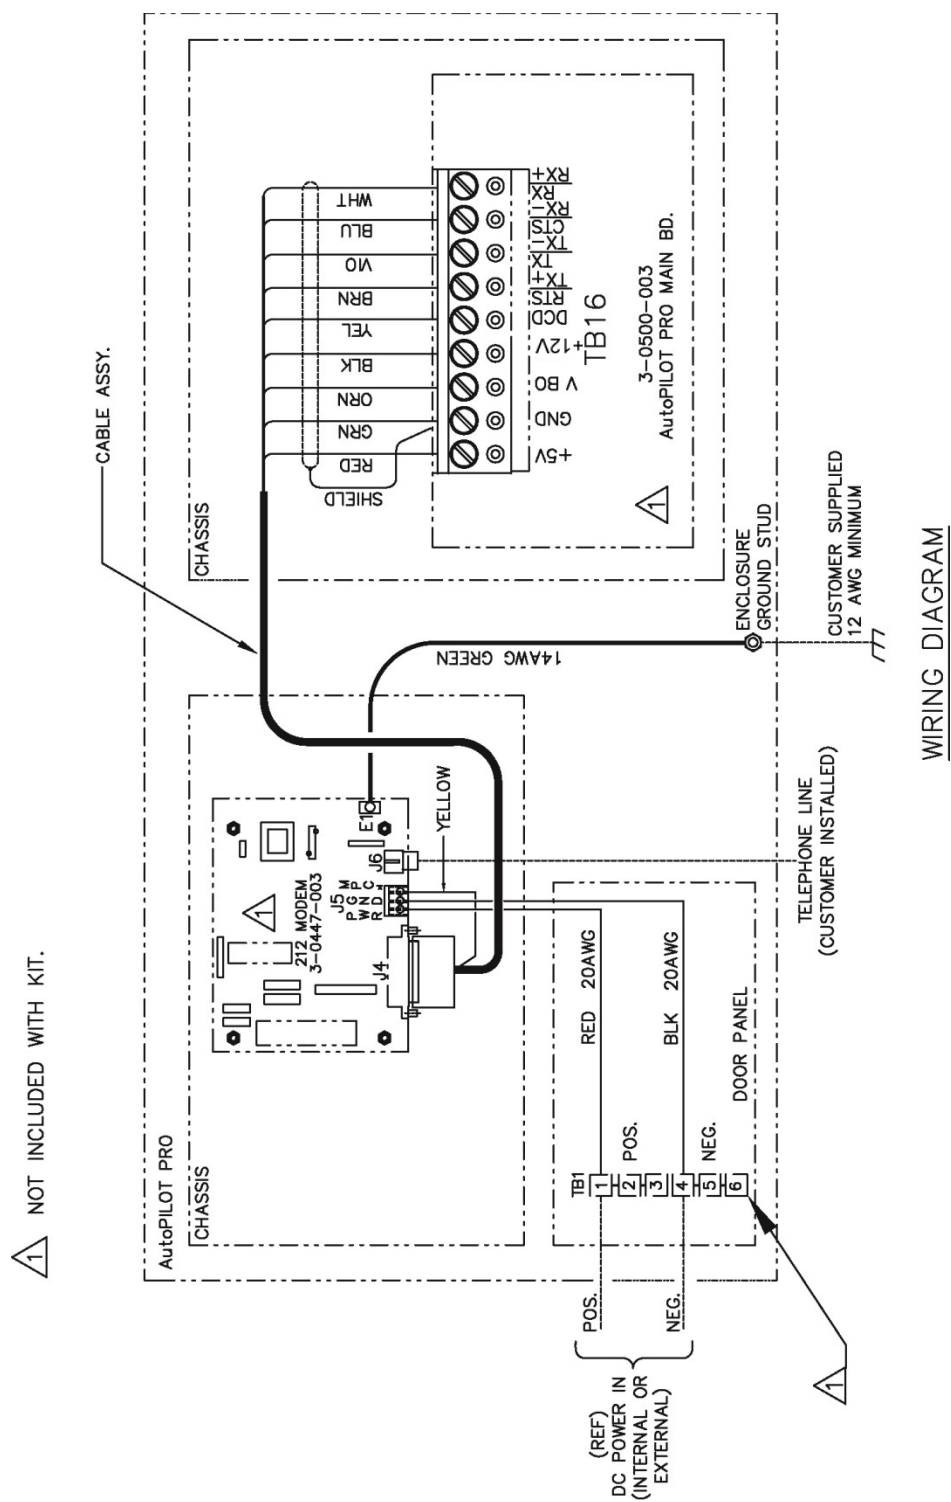 ⚠1 NOT INCLUDED WITH KIT.
AutoPILOT PRO
CHASSIS
212 MODEM
3-0447-003
1
J4
J5
P G P M
W N C
R D M
J6
E1
YELLOW
CABLE ASSY.
CHASSIS
SHIELD
RED
GRN
ORN
BLK
YEL
BRN
VIO
BLU
WHT
+5V
GND
V BO
+12V
DCD
RTS
TX+
TX
TX-
CTS
RX-
RX
RX+
TB16
3-0500-003
AutoPILOT PRO MAIN BD.
1
14AWG GREEN
ENCLOSURE
GROUND STUD
CUSTOMER SUPPLIED
12 AWG MINIMUM
TELEPHONE LINE
(CUSTOMER INSTALLED)
RED 20AWG
BLK 20AWG
TB1
1
2
3
4
5
6
POS.
NEG.
DOOR PANEL
POS.
NEG.
(REF)
DC POWER IN
(INTERNAL OR
EXTERNAL)
1
WIRING DIAGRAM